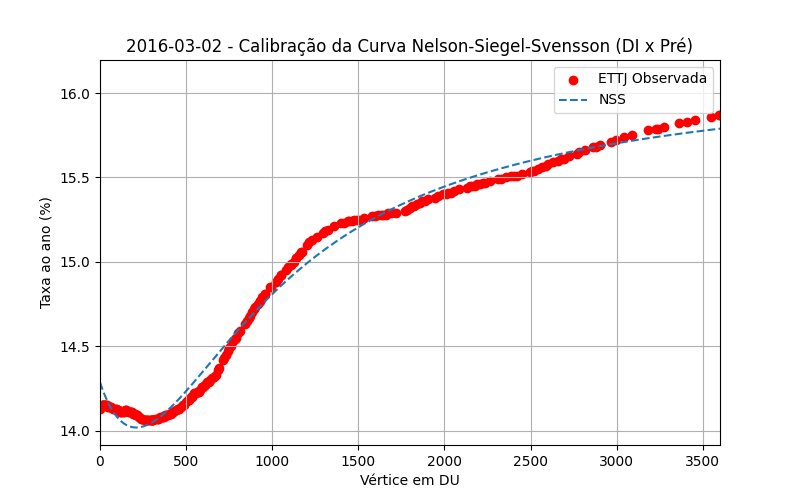 2016-03-02 - Calibração da Curva Nelson-Siegel-Svensson (DI x Pré)
ETTJ Observada
NSS
Taxa ao ano (%)
16.0
15.5
15.0
14.5
14.0
0 500 1000 1500 2000 2500 3000 3500
Vértice em DU